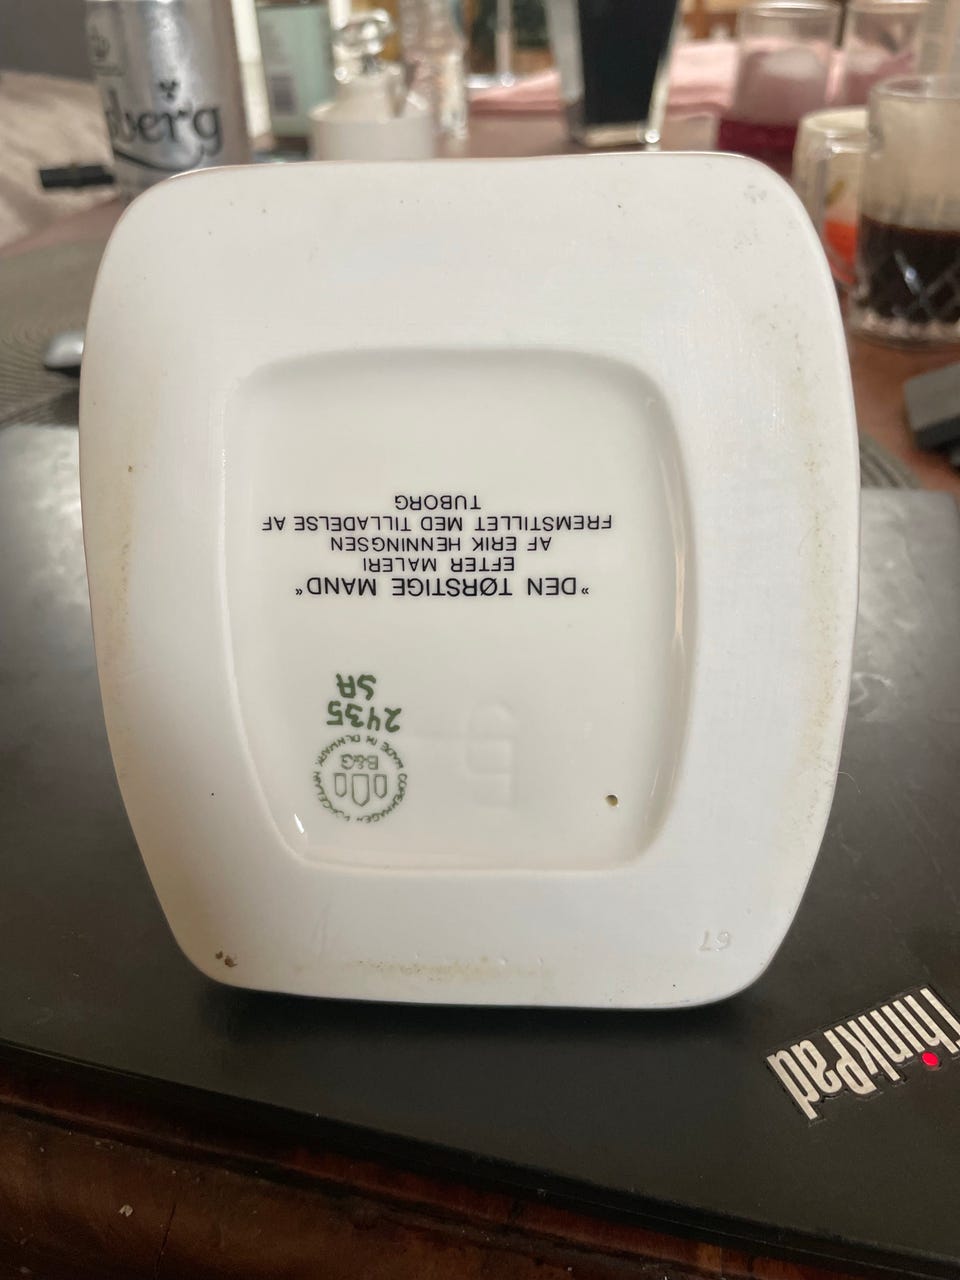 "DEN TØRSTIGE MAND"
EFTER MALERI
AF ERIK HENNINGSEN
FREMSTILLET MED TILLADELSE AF
TUBORG
2435
SA
B&G
MADE IN DENMARK
COPENHAGEN PORCELAIN
67
ThinkPad
berg